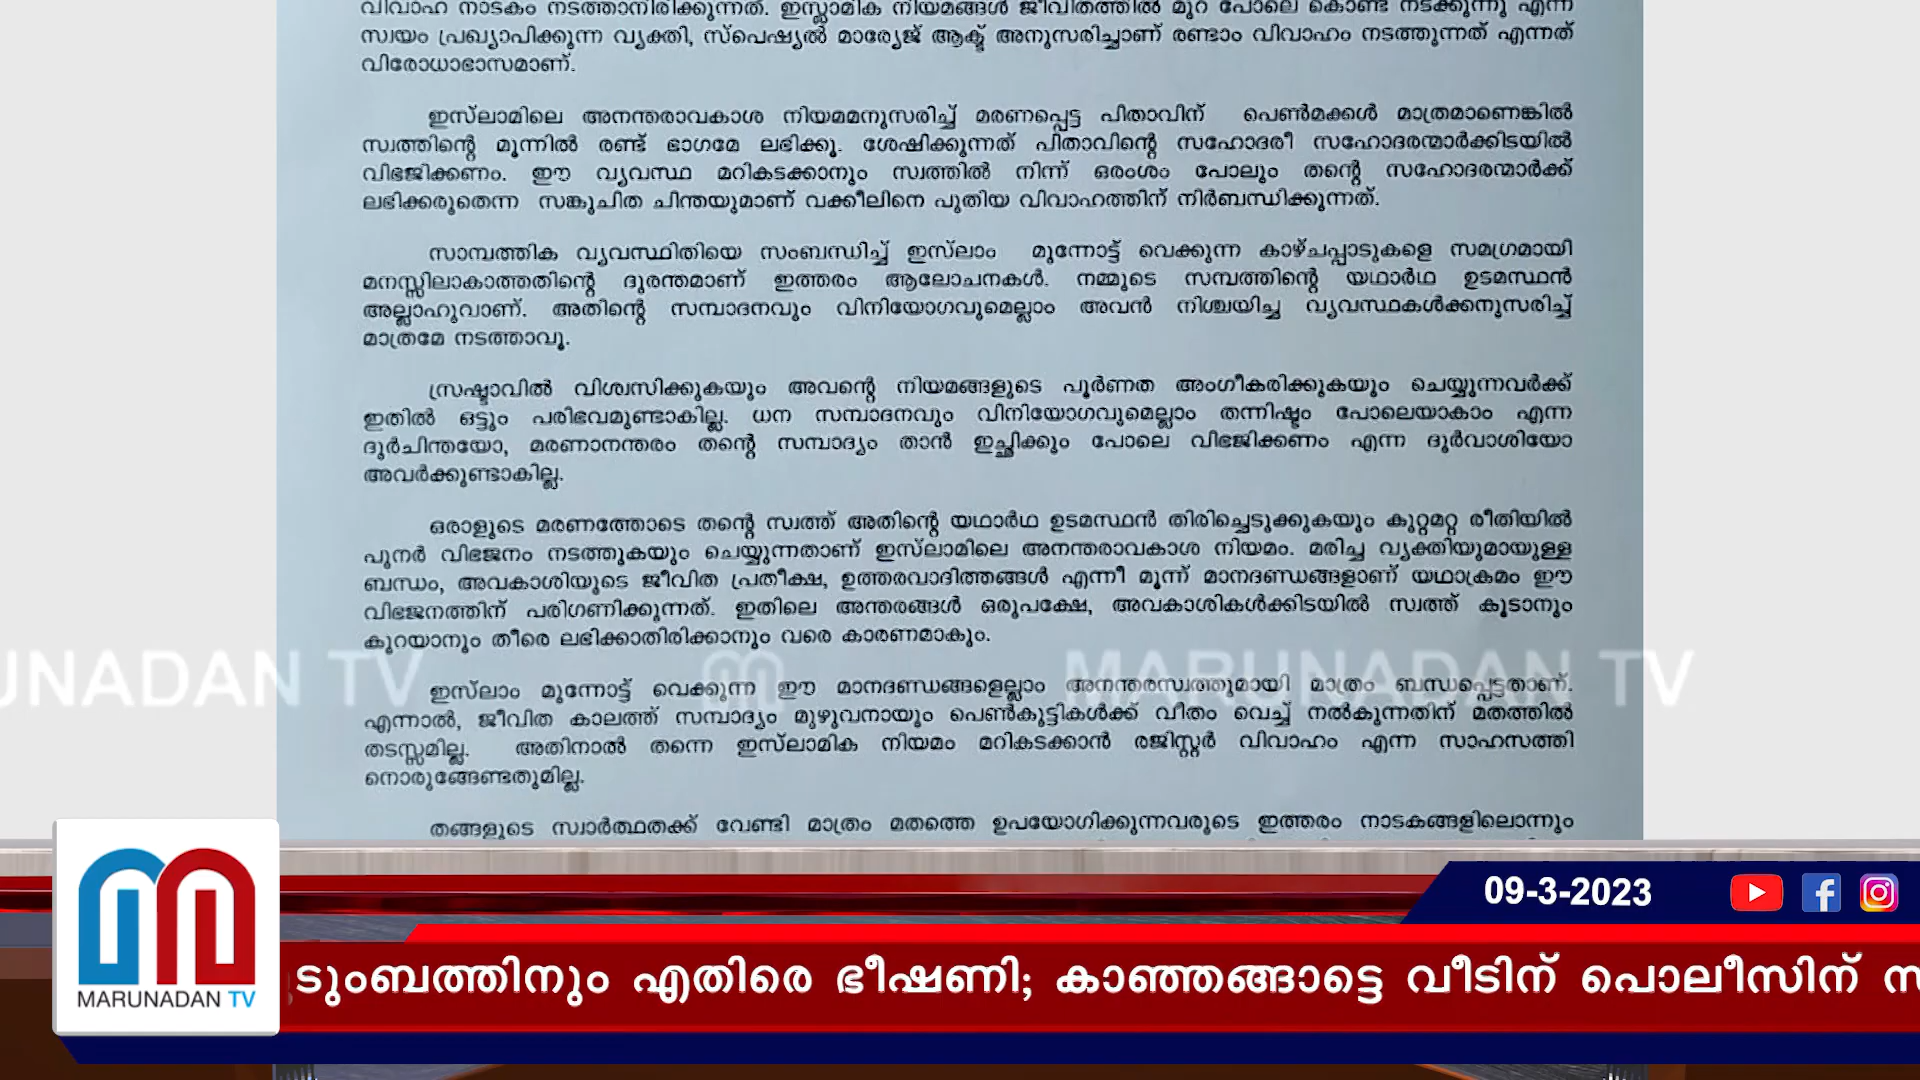 വിവാഹ നാടകം നടത്താനിരിക്കുന്നത്. ഇസ്ലാമിക നിയമങ്ങൾ ജീവിതത്തിൽ മുറ പോലെ കൊണ്ട് നടക്കുന്നു എന്ന
സ്വയം പ്രഖ്യാപിക്കുന്ന വ്യക്തി, സ്പെഷ്യൽ മാര്യേജ് ആക്ട് അനുസരിച്ചാണ് രണ്ടാം വിവാഹം നടത്തുന്നത് എന്നത്
വിരോധാഭാസമാണ്.
ഇസ്‌ലാമിലെ അനന്തരാവകാശ നിയമമനുസരിച്ച് മരണപ്പെട്ട പിതാവിന് പെൺമക്കൾ മാത്രമാണെങ്കിൽ
സ്വത്തിന്റെ മൂന്നിൽ രണ്ട് ഭാഗമേ ലഭിക്കൂ. ശേഷിക്കുന്നത് പിതാവിന്റെ സഹോദരീ സഹോദരന്മാർക്കിടയിൽ
വിഭജിക്കണം. ഈ വ്യവസ്ഥ മറികടക്കാനും സ്വത്തിൽ നിന്ന് ഒരംശം പോലും തന്റെ സഹോദരന്മാർക്ക്
ലഭിക്കരുതെന്ന സങ്കുചിത ചിന്തയുമാണ് വക്കീലിനെ പുതിയ വിവാഹത്തിന് നിർബന്ധിക്കുന്നത്.
സാമ്പത്തിക വ്യവസ്ഥിതിയെ സംബന്ധിച്ച് ഇസ്‌ലാം മുന്നോട്ട് വെക്കുന്ന കാഴ്ചപ്പാടുകളെ സമഗ്രമായി
മനസ്സിലാകാത്തതിന്റെ ദുരന്തമാണ് ഇത്തരം ആലോചനകൾ. നമ്മുടെ സമ്പത്തിന്റെ യഥാർഥ ഉടമസ്ഥൻ
അല്ലാഹുവാണ്. അതിന്റെ സമ്പാദനവും വിനിയോഗവുമെല്ലാം അവൻ നിശ്ചയിച്ച വ്യവസ്ഥകൾക്കനുസരിച്ച്
മാത്രമേ നടത്താവൂ.
സ്രഷ്ടാവിൽ വിശ്വസിക്കുകയും അവന്റെ നിയമങ്ങളുടെ പൂർണത അംഗീകരിക്കുകയും ചെയ്യുന്നവർക്ക്
ഇതിൽ ഒട്ടും പരിഭവമുണ്ടാകില്ല. ധന സമ്പാദനവും വിനിയോഗവുമെല്ലാം തന്നിഷ്ടം പോലെയാകാം എന്ന
ദുർചിന്തയോ, മരണാനന്തരം തന്റെ സമ്പാദ്യം താൻ ഇച്ഛിക്കും പോലെ വിഭജിക്കണം എന്ന ദുർവാശിയോ
അവർക്കുണ്ടാകില്ല.
ഒരാളുടെ മരണത്തോടെ തന്റെ സ്വത്ത് അതിന്റെ യഥാർഥ ഉടമസ്ഥൻ തിരിച്ചെടുക്കുകയും കുറ്റമറ്റ രീതിയിൽ
പുനർ വിഭജനം നടത്തുകയും ചെയ്യുന്നതാണ് ഇസ്‌ലാമിലെ അനന്തരാവകാശ നിയമം. മരിച്ച വ്യക്തിയുമായുള്ള
ബന്ധം, അവകാശിയുടെ ജീവിത പ്രതീക്ഷ, ഉത്തരവാദിത്തങ്ങൾ എന്നീ മൂന്ന് മാനദണ്ഡങ്ങളാണ് യഥാക്രമം ഈ
വിഭജനത്തിന് പരിഗണിക്കുന്നത്. ഇതിലെ അന്തരങ്ങൾ ഒരുപക്ഷേ, അവകാശികൾക്കിടയിൽ സ്വത്ത് കൂടാനും
കുറയാനും തീരെ ലഭിക്കാതിരിക്കാനും വരെ കാരണമാകും.
UNADAN TV MARUNADAN TV
ഇസ്‌ലാം മുന്നോട്ട് വെക്കുന്ന ഈ മാനദണ്ഡങ്ങളെല്ലാം അനന്തരസ്വത്തുമായി മാത്രം ബന്ധപ്പെട്ടതാണ്.
എന്നാൽ, ജീവിത കാലത്ത് സമ്പാദ്യം മുഴുവനായും പെൺകുട്ടികൾക്ക് വീതം വെച്ച് നൽകുന്നതിന് മതത്തിൽ
തടസ്സമില്ല. അതിനാൽ തന്നെ ഇസ്‌ലാമിക നിയമം മറികടക്കാൻ രജിസ്റ്റർ വിവാഹം എന്ന സാഹസത്തി
നൊരുങ്ങേണ്ടതുമില്ല.
തങ്ങളുടെ സ്വാർത്ഥതക്ക് വേണ്ടി മാത്രം മതത്തെ ഉപയോഗിക്കുന്നവരുടെ ഇത്തരം നാടകങ്ങളിലൊന്നും
09-3-2023
MARUNADAN TV
ടുംബത്തിനും എതിരെ ഭീഷണി; കാഞ്ഞങ്ങാട്ടെ വീടിന് പൊലീസിന് സ